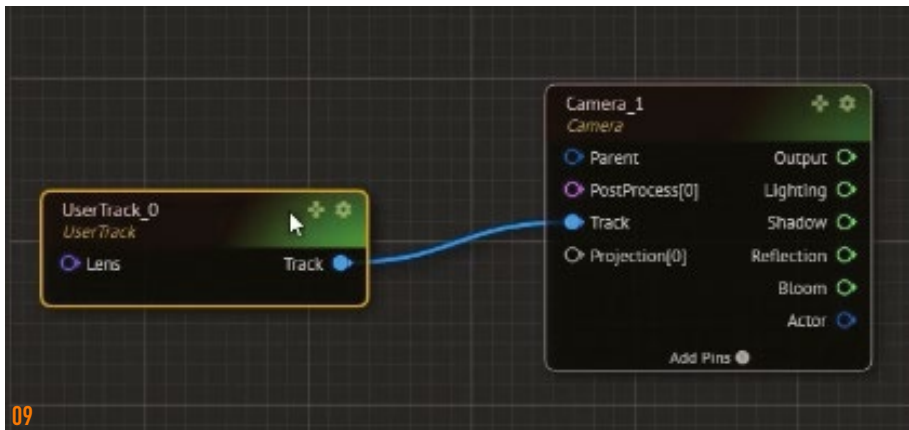 UserTrack_0
UserTrack
Lens
Track
Camera_1
Camera
Parent
Output
PostProcess[0]
Lighting
Track
Shadow
Projection[0]
Reflection
Bloom
Actor
Add Pins
09